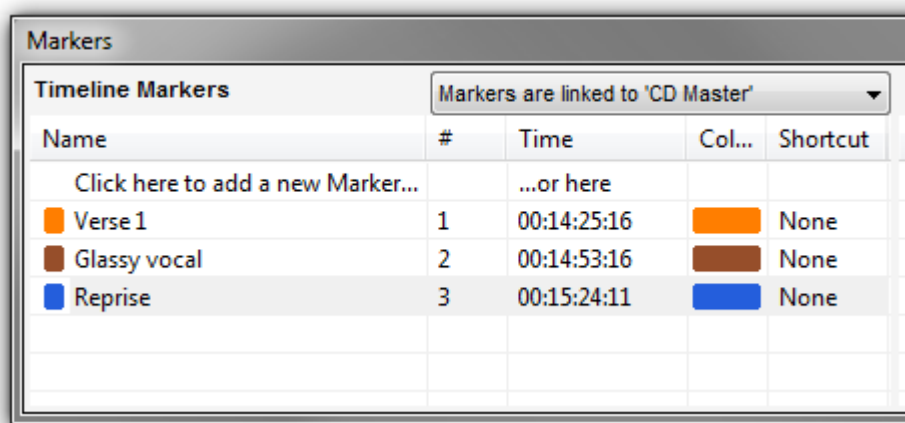 Markers
Timeline Markers Markers are linked to 'CD Master'
Name # Time Col... Shortcut
Click here to add a new Marker... ...or here
Verse 1 1 00:14:25:16 None
Glassy vocal 2 00:14:53:16 None
Reprise 3 00:15:24:11 None